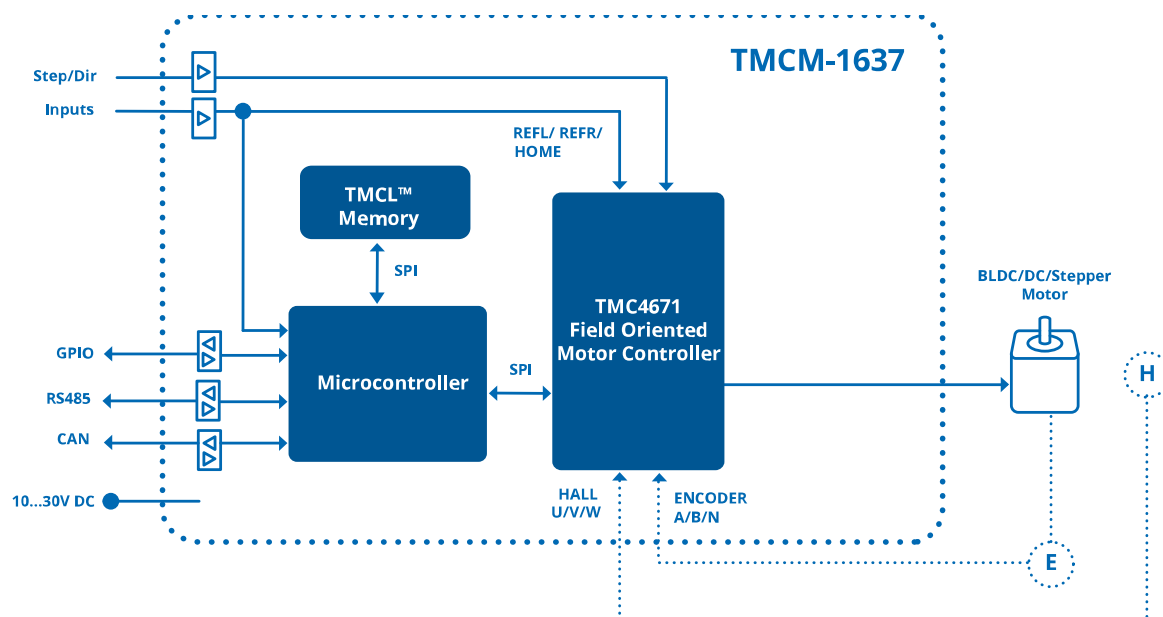 TMCM-1637
Step/Dir
Inputs
REFL/ REFR/
HOME
TMCL™
Memory
SPI
BLDC/DC/Stepper
Motor
TMC4671
Field Oriented
Motor Controller
GPIO
Microcontroller
SPI
H
RS485
CAN
10...30V DC
HALL
U/V/W
ENCODER
A/B/N
E